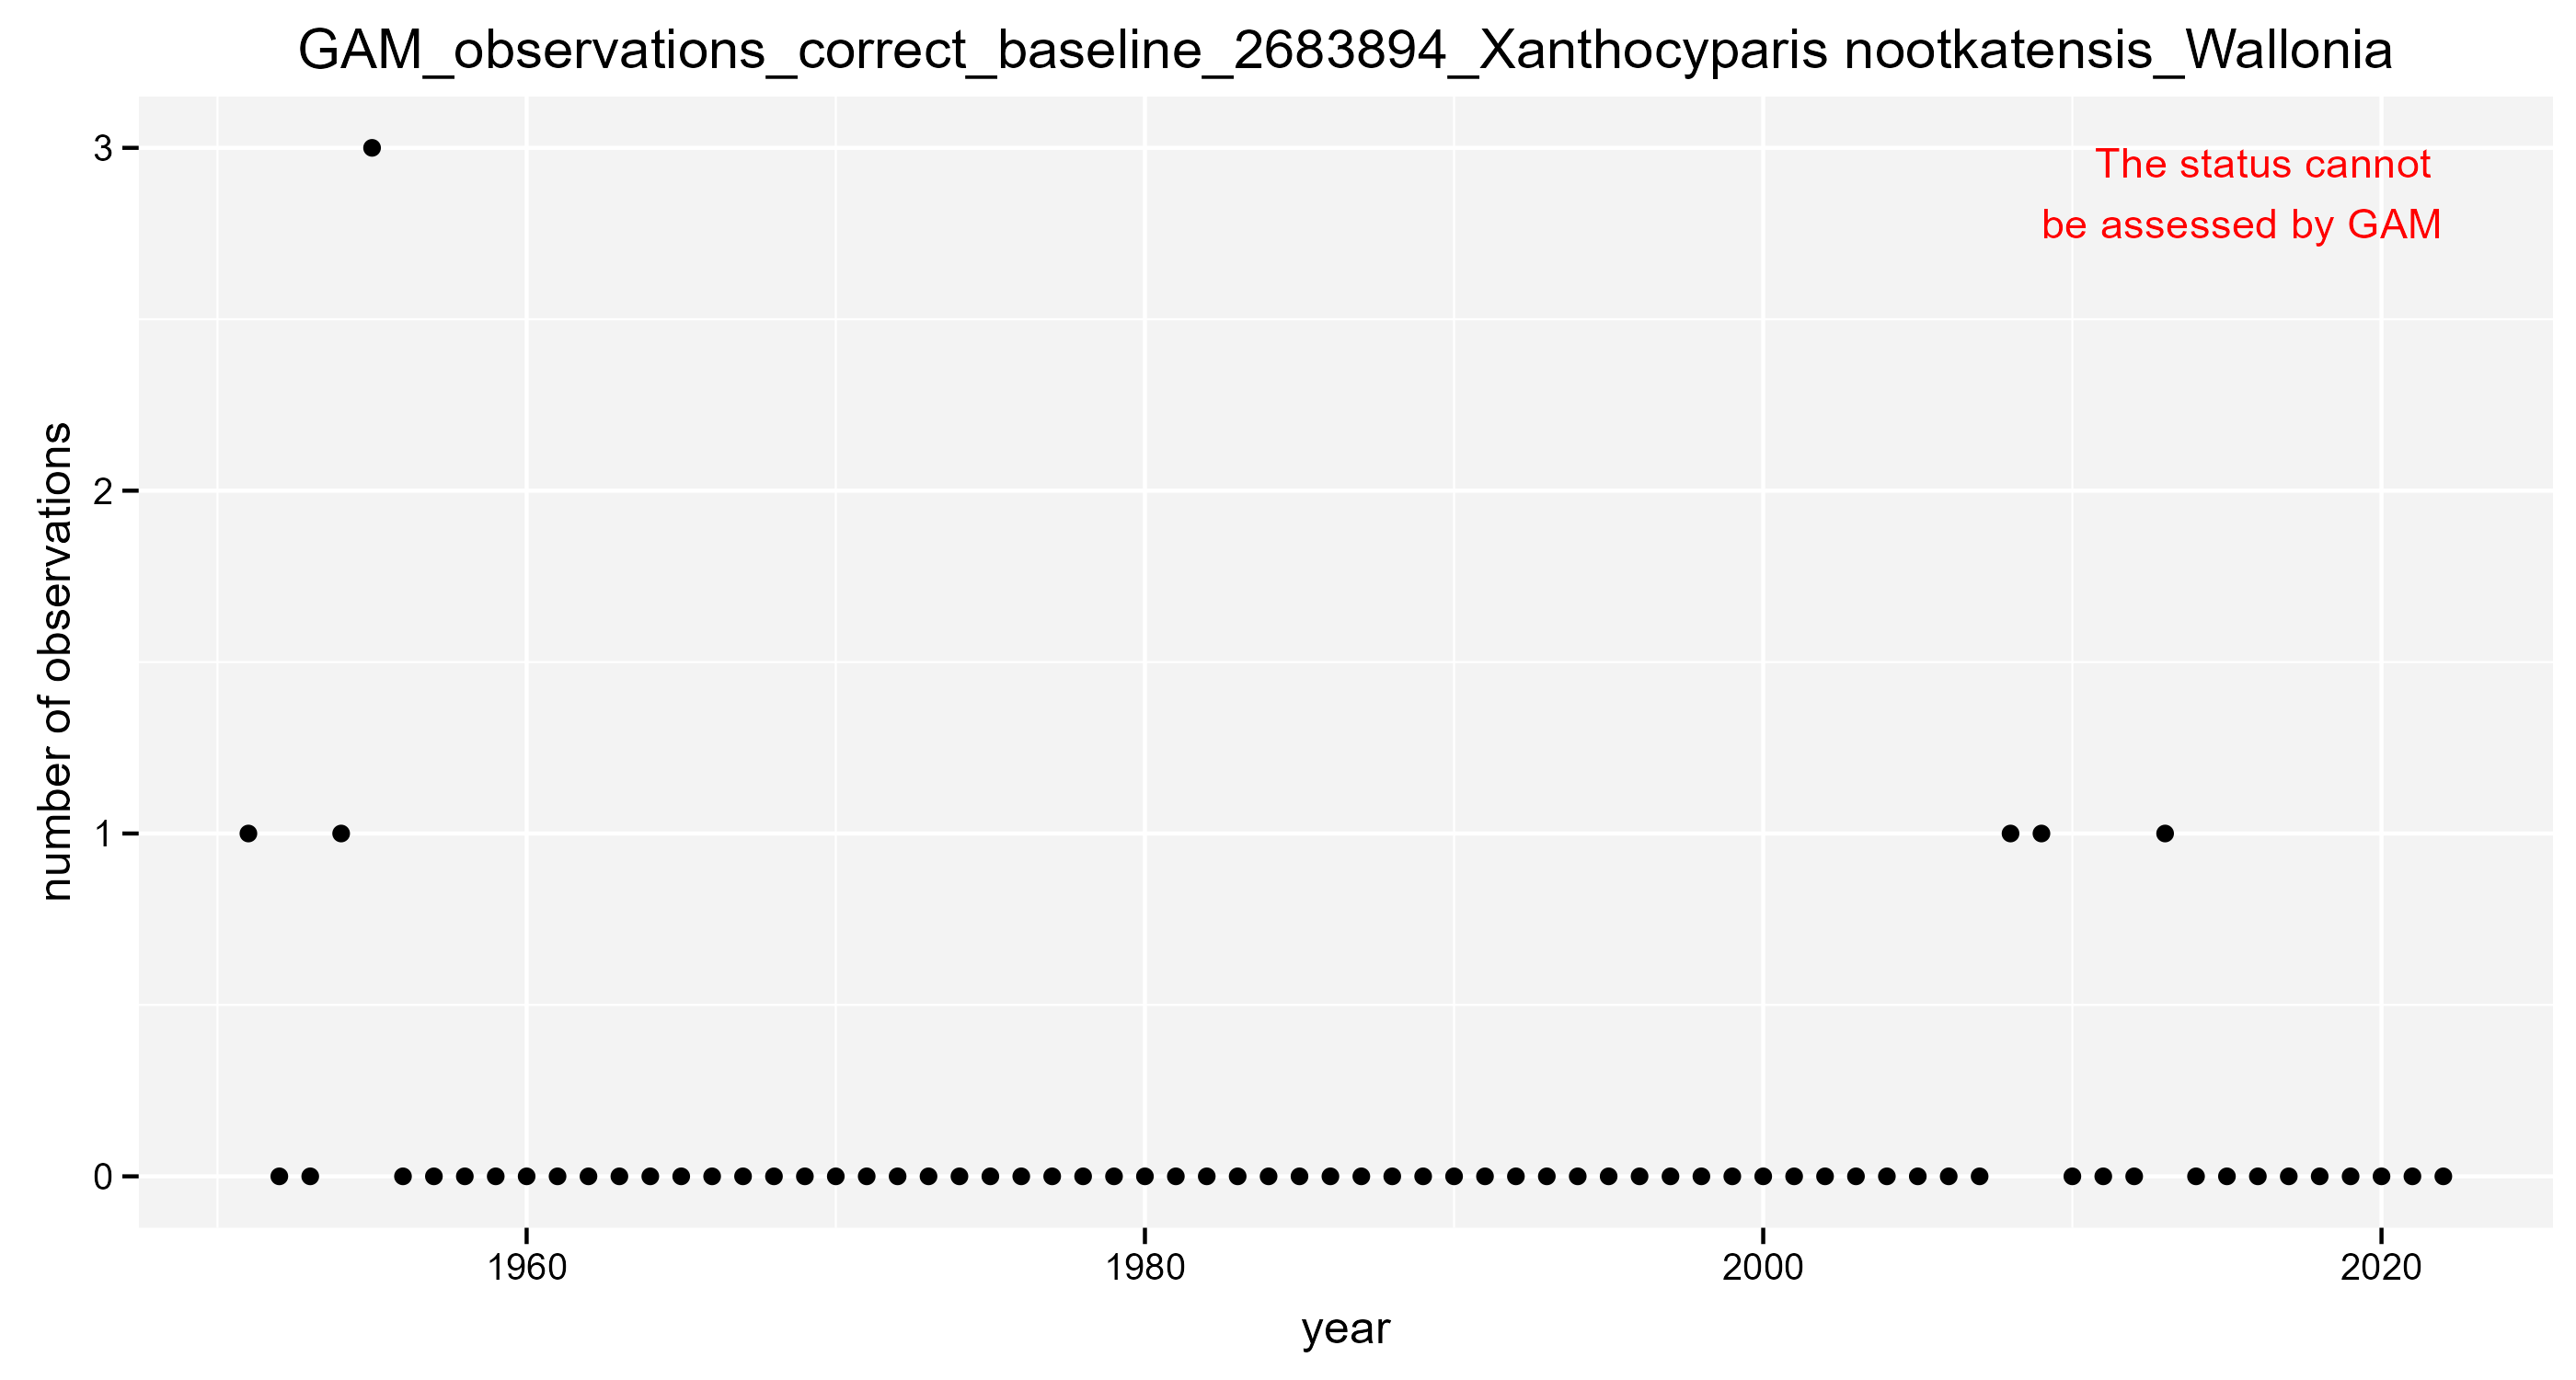 GAM_observations_correct_baseline_2683894_Xanthocyparis nootkatensis_Wallonia
The status cannot
be assessed by GAM
number of observations
3
2
1
0
1960 1980 2000 2020
year